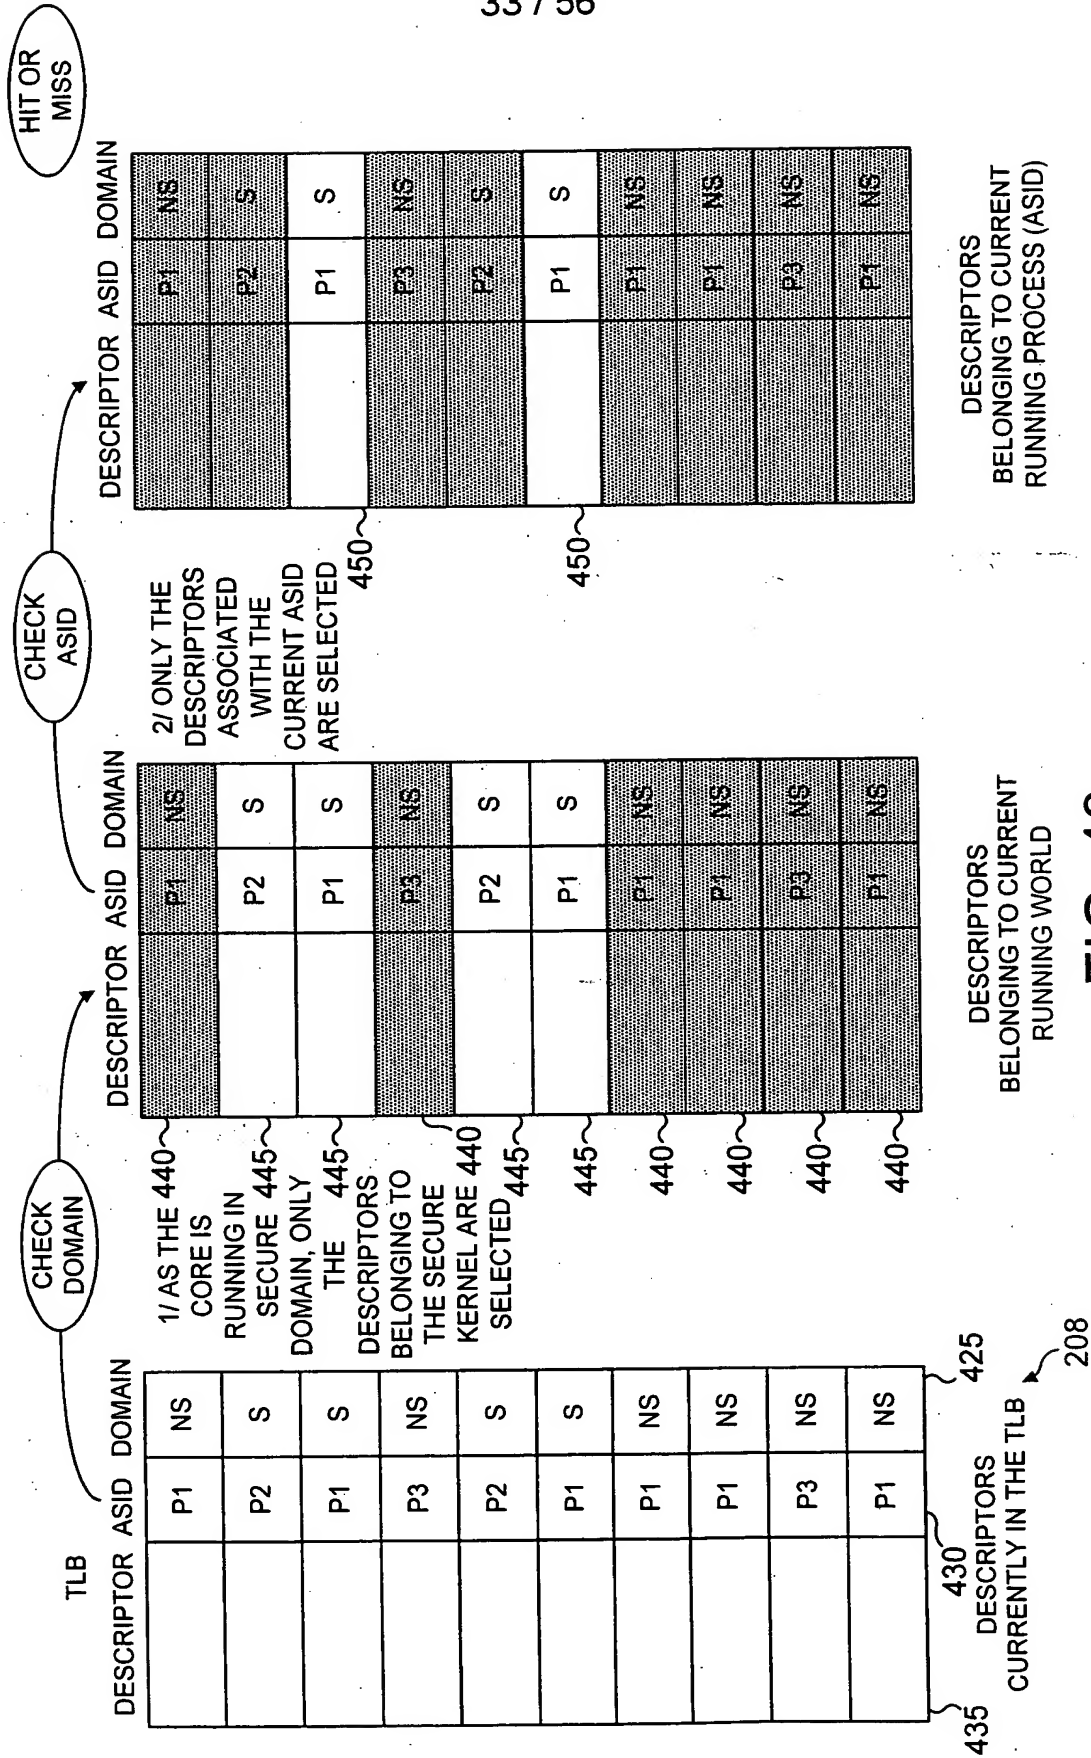 33 / 56
TLB
DESCRIPTOR ASID DOMAIN
P1 NS
P2 S
P1 S
P3 NS
P2 S
P1 S
P1 NS
P1 NS
P3 NS
P1 NS
435
430
425
DESCRIPTORS
CURRENTLY IN THE TLB
208
CHECK
DOMAIN
1/ AS THE
CORE IS
RUNNING IN
SECURE
DOMAIN, ONLY
THE
DESCRIPTORS
BELONGING TO
THE SECURE
KERNEL ARE
SELECTED
440
445
445
440
445
445
440
440
440
440
DESCRIPTOR ASID DOMAIN
P1 NS
P2 S
P1 S
P3 NS
P2 S
P1 S
P1 NS
P1 NS
P3 NS
P1 NS
DESCRIPTORS
BELONGING TO CURRENT
RUNNING WORLD
CHECK
ASID
2/ ONLY THE
DESCRIPTORS
ASSOCIATED
WITH THE
CURRENT ASID
ARE SELECTED
450
450
DESCRIPTOR ASID DOMAIN
P1 NS
P2 S
P1 S
P3 NS
P2 S
P1 S
P1 NS
P1 NS
P3 NS
P1 NS
DESCRIPTORS
BELONGING TO CURRENT
RUNNING PROCESS (ASID)
HIT OR
MISS